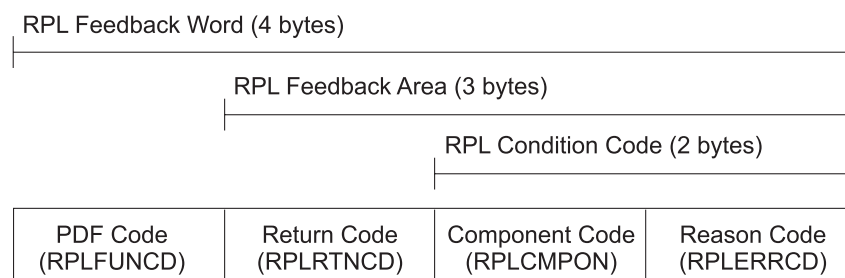 RPL Feedback Word (4 bytes)
RPL Feedback Area (3 bytes)
RPL Condition Code (2 bytes)
PDF Code
(RPLFUNCD)
Return Code
(RPLRTNCD)
Component Code
(RPLCMPON)
Reason Code
(RPLERRCD)